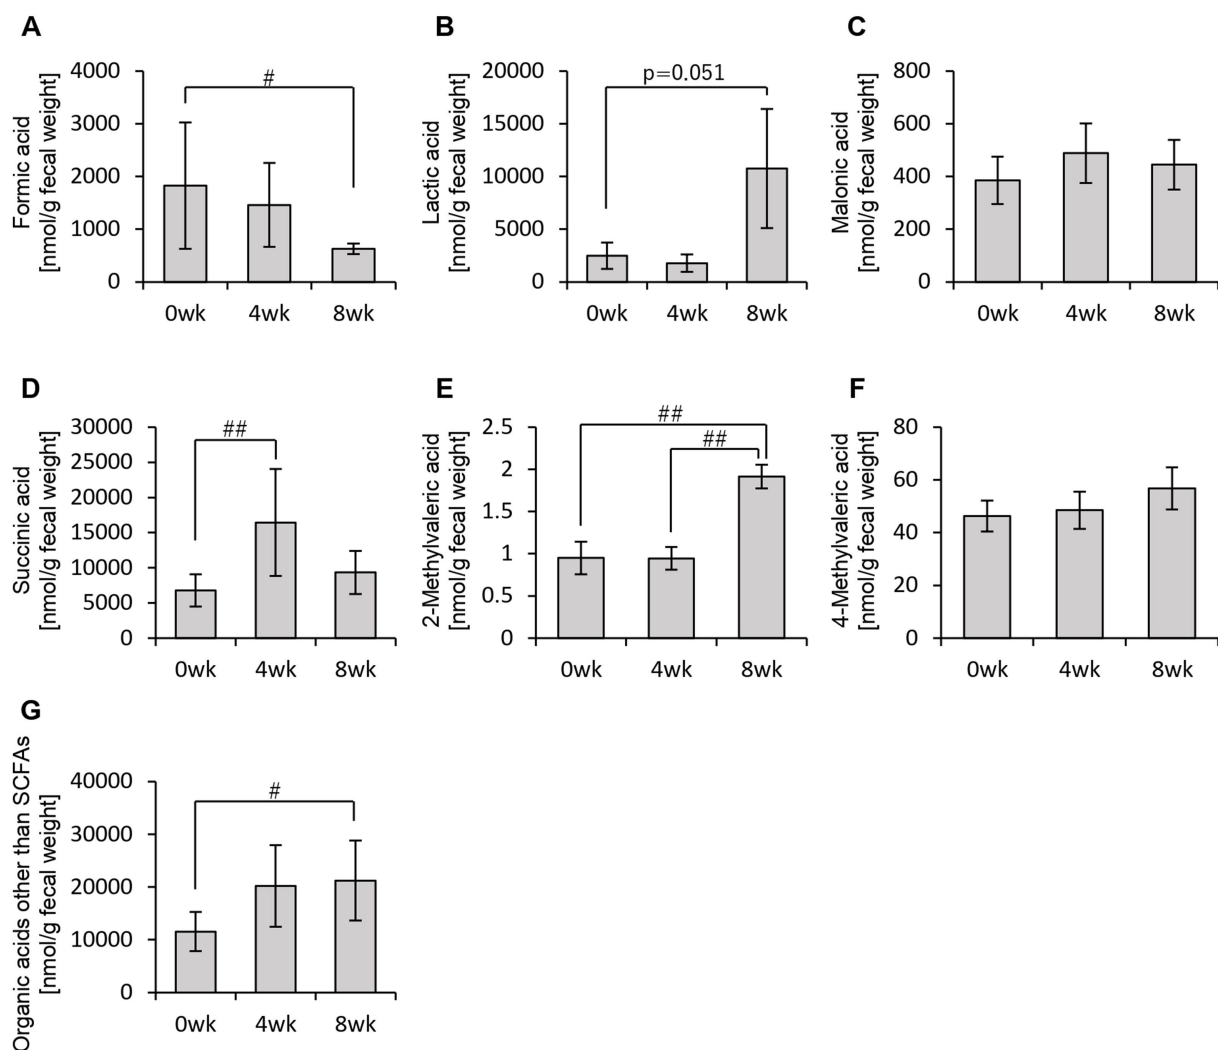 A
Formic acid
[nmol/g fecal weight]
4000
3000
2000
1000
0
#
0wk 4wk 8wk
B
Lactic acid
[nmol/g fecal weight]
20000
15000
10000
5000
0
p=0.051
0wk 4wk 8wk
C
Malonic acid
[nmol/g fecal weight]
800
600
400
200
0
0wk 4wk 8wk
D
Succinic acid
[nmol/g fecal weight]
30000
25000
20000
15000
10000
5000
0
##
0wk 4wk 8wk
E
2-Methylvaleric acid
[nmol/g fecal weight]
2.5
2
1.5
1
0.5
0
##
##
0wk 4wk 8wk
F
4-Methylvaleric acid
[nmol/g fecal weight]
80
60
40
20
0
0wk 4wk 8wk
G
Organic acids other than SCFAs
[nmol/g fecal weight]
40000
30000
20000
10000
0
#
0wk 4wk 8wk